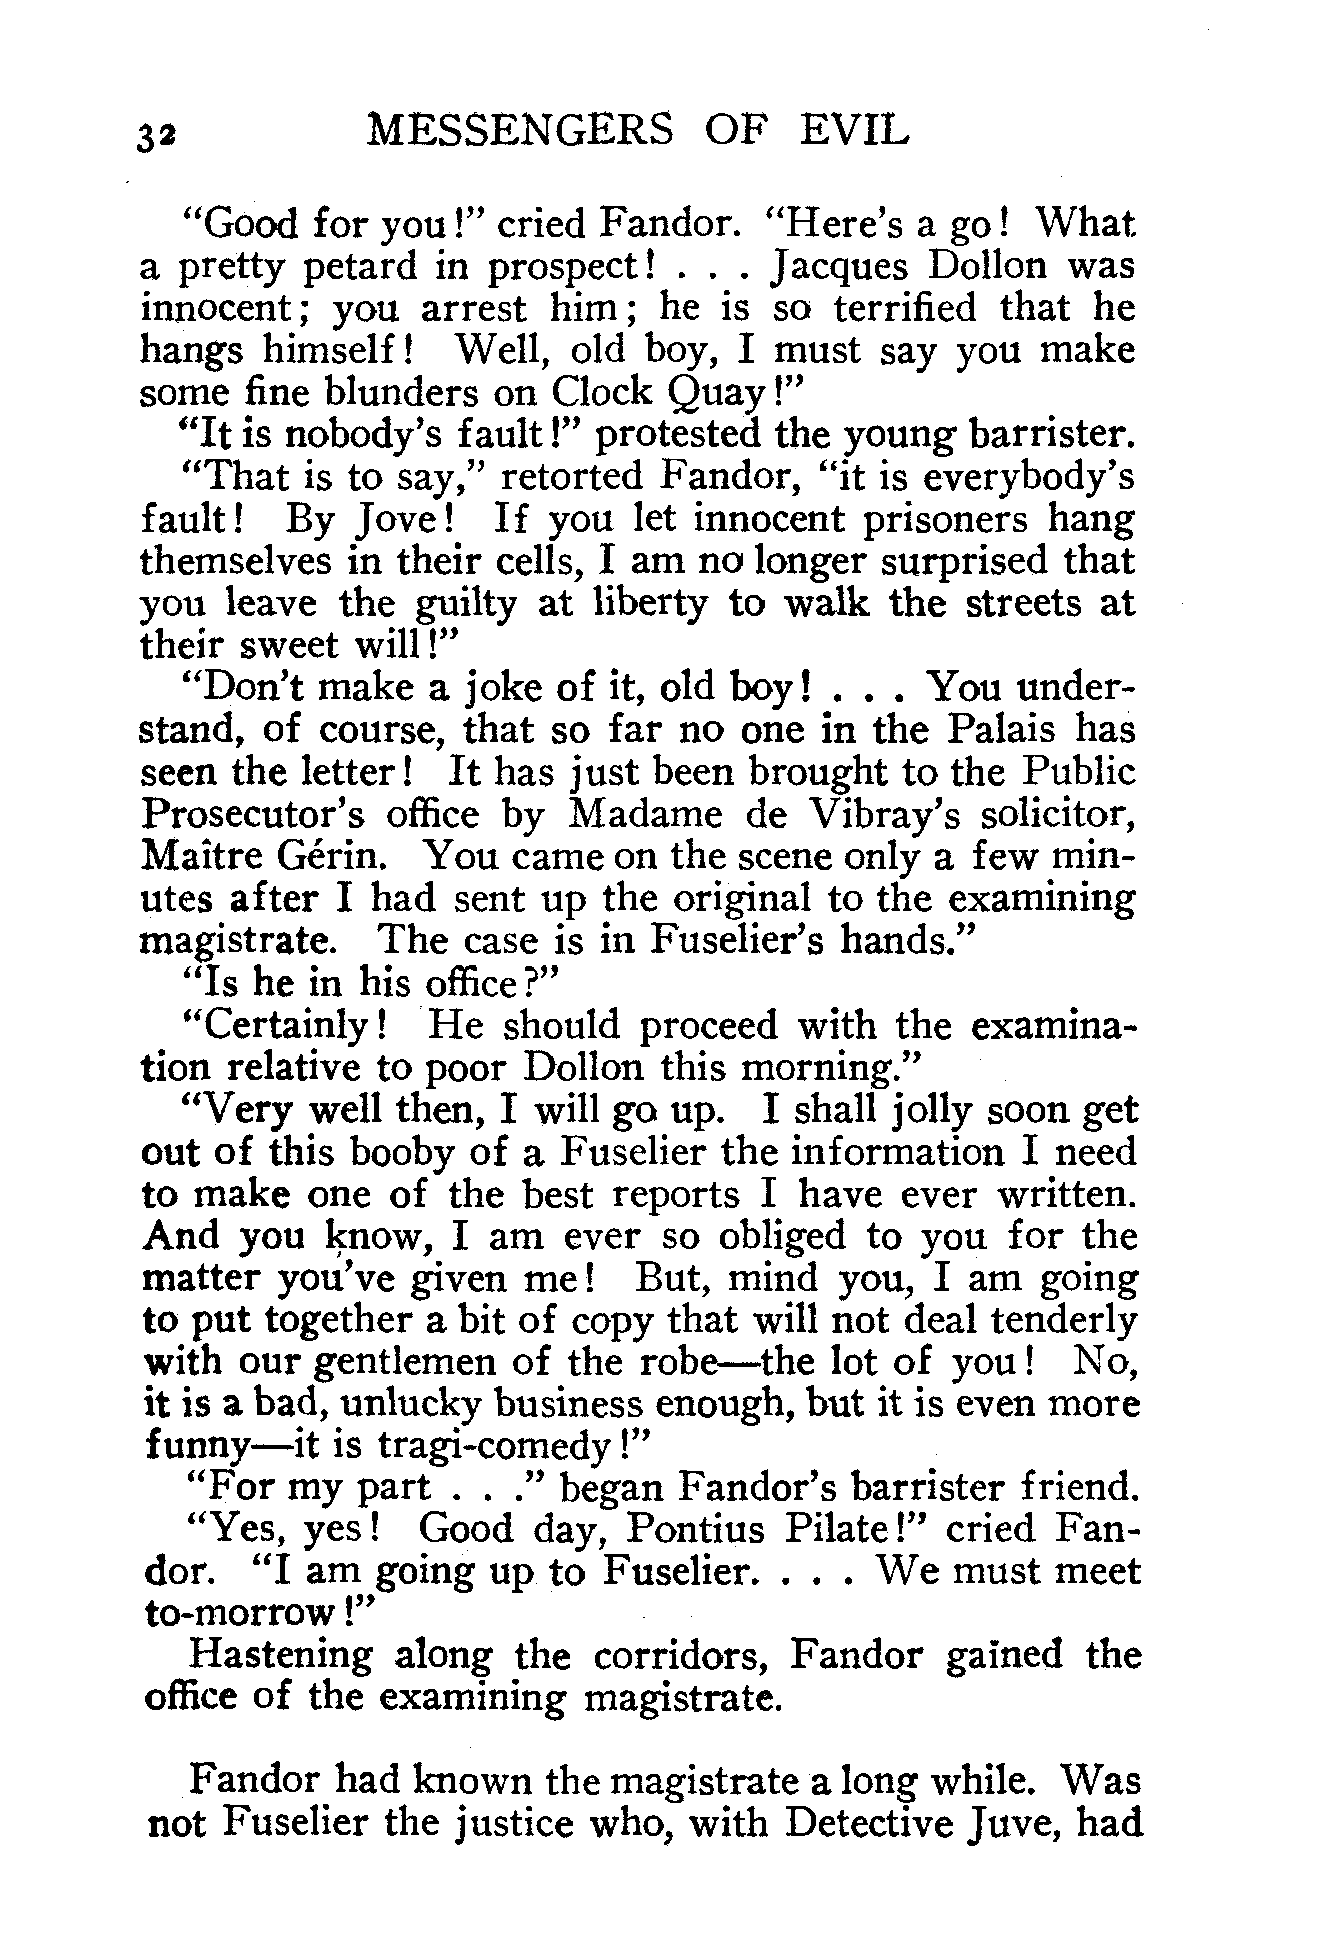 32 MESSENGERS OF EVIL
“Good for you!” cried Fandor. “Here’s a go! What
a pretty petard in prospect! . . . Jacques Dollon was
innocent; you arrest him; he is so terrified that he
hangs himself! Well, old boy, I must say you make
some fine blunders on Clock Quay!”
“It is nobody’s fault!” protested the young barrister.
“That is to say,” retorted Fandor, “it is everybody’s
fault! By Jove! If you let innocent prisoners hang
themselves in their cells, I am no longer surprised that
you leave the guilty at liberty to walk the streets at
their sweet will!”
“Don’t make a joke of it, old boy! . . . You under-
stand, of course, that so far no one in the Palais has
seen the letter! It has just been brought to the Public
Prosecutor’s office by Madame de Vibray’s solicitor,
Maître Gérin. You came on the scene only a few min-
utes after I had sent up the original to the examining
magistrate. The case is in Fuselier’s hands.”
“Is he in his office?”
“Certainly! He should proceed with the examina-
tion relative to poor Dollon this morning.”
“Very well then, I will go up. I shall jolly soon get
out of this booby of a Fuselier the information I need
to make one of the best reports I have ever written.
And you know, I am ever so obliged to you for the
matter you’ve given me! But, mind you, I am going
to put together a bit of copy that will not deal tenderly
with our gentlemen of the robe—the lot of you! No,
it is a bad, unlucky business enough, but it is even more
funny—it is tragi-comedy!”
“For my part . . .” began Fandor’s barrister friend.
“Yes, yes! Good day, Pontius Pilate!” cried Fan-
dor. “I am going up to Fuselier. . . . We must meet
to-morrow!”
Hastening along the corridors, Fandor gained the
office of the examining magistrate.
Fandor had known the magistrate a long while. Was
not Fuselier the justice who, with Detective Juve, had